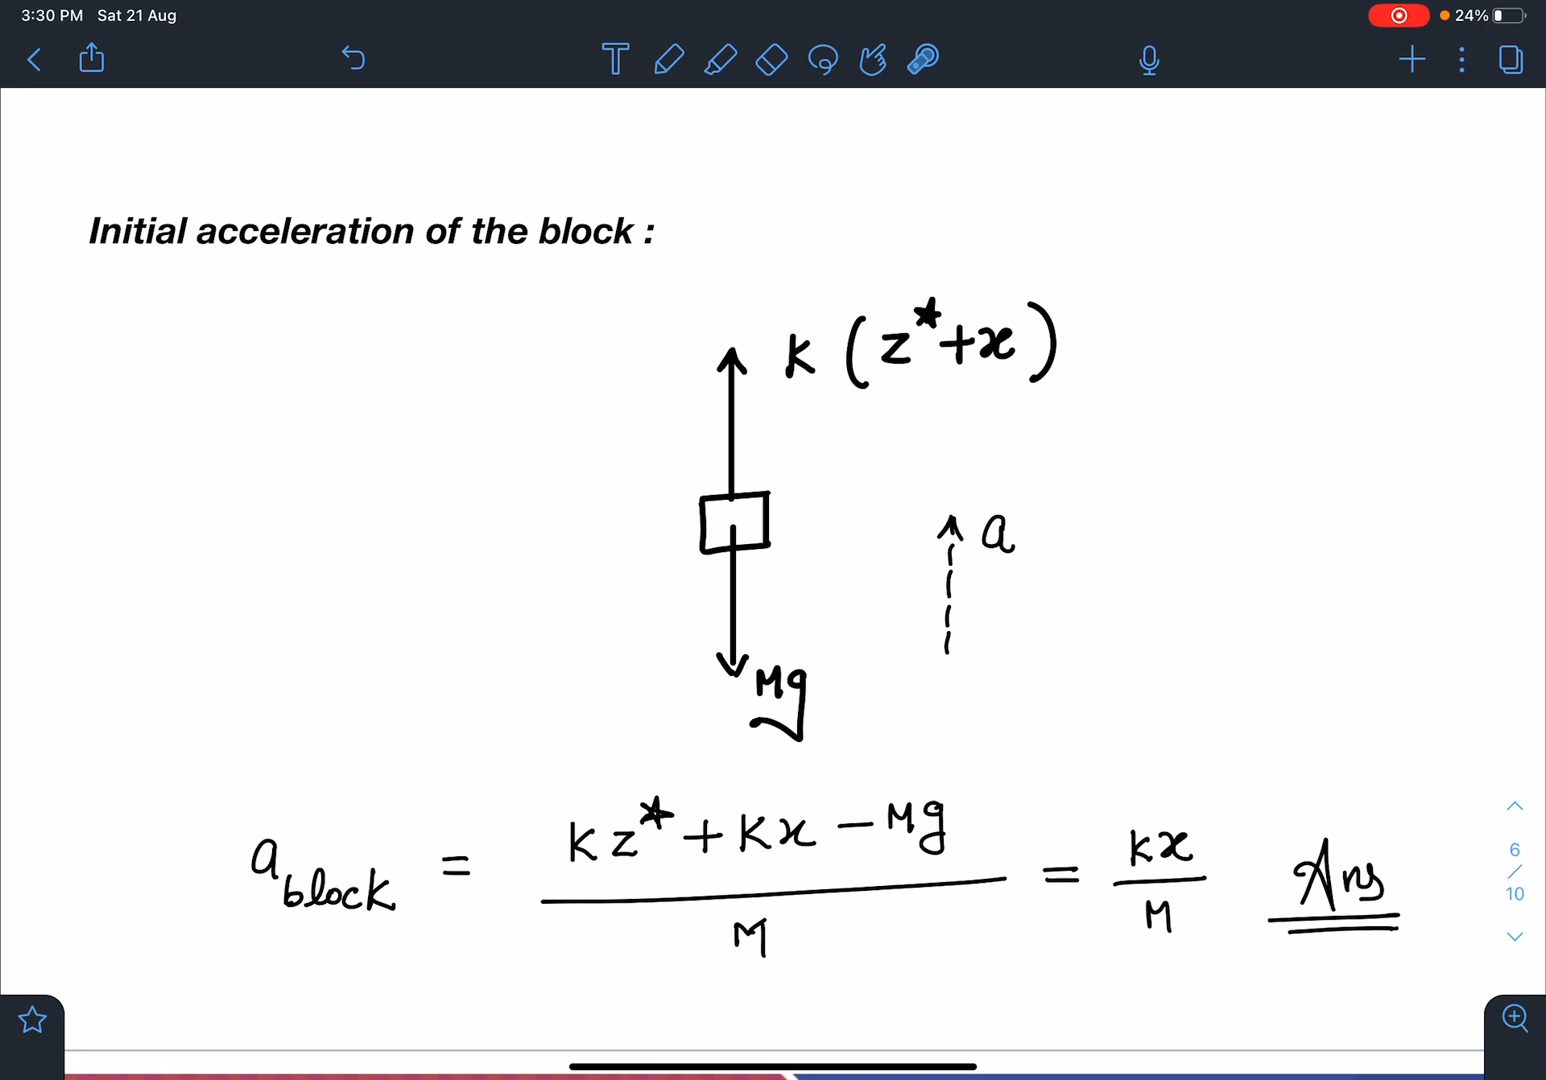 3:30 PM Sat 21 Aug
24%
T
Initial acceleration of the block :
K (z*+x)
a
Mg
a block = (Kz*+Kx-Mg)/M = Kx/M Ans
6
/
10